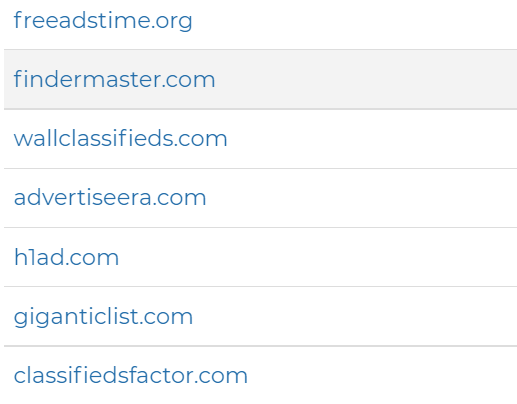 freeadstime.org
findermaster.com
wallclassifieds.com
advertiseera.com
h1ad.com
giganticlist.com
classifiedsfactor.com